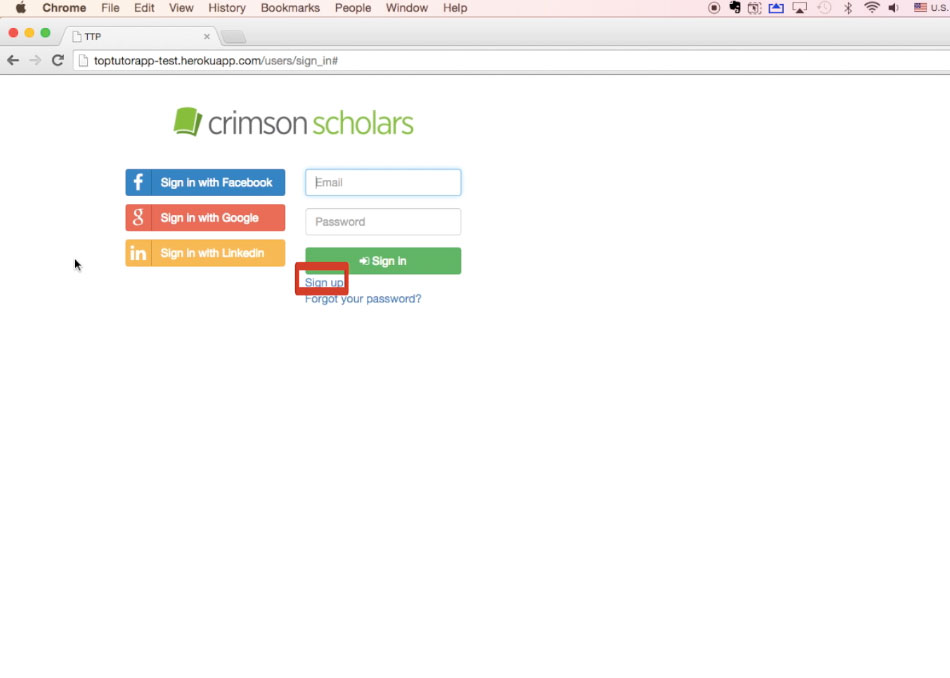 Chrome File Edit View History Bookmarks People Window Help U.S.
TTP
toptutorapp-test.herokuapp.com/users/sign_in#
crimson scholars
Sign in with Facebook
Email
Sign in with Google
Password
Sign in with Linkedin
Sign in
Sign up
Forgot your password?